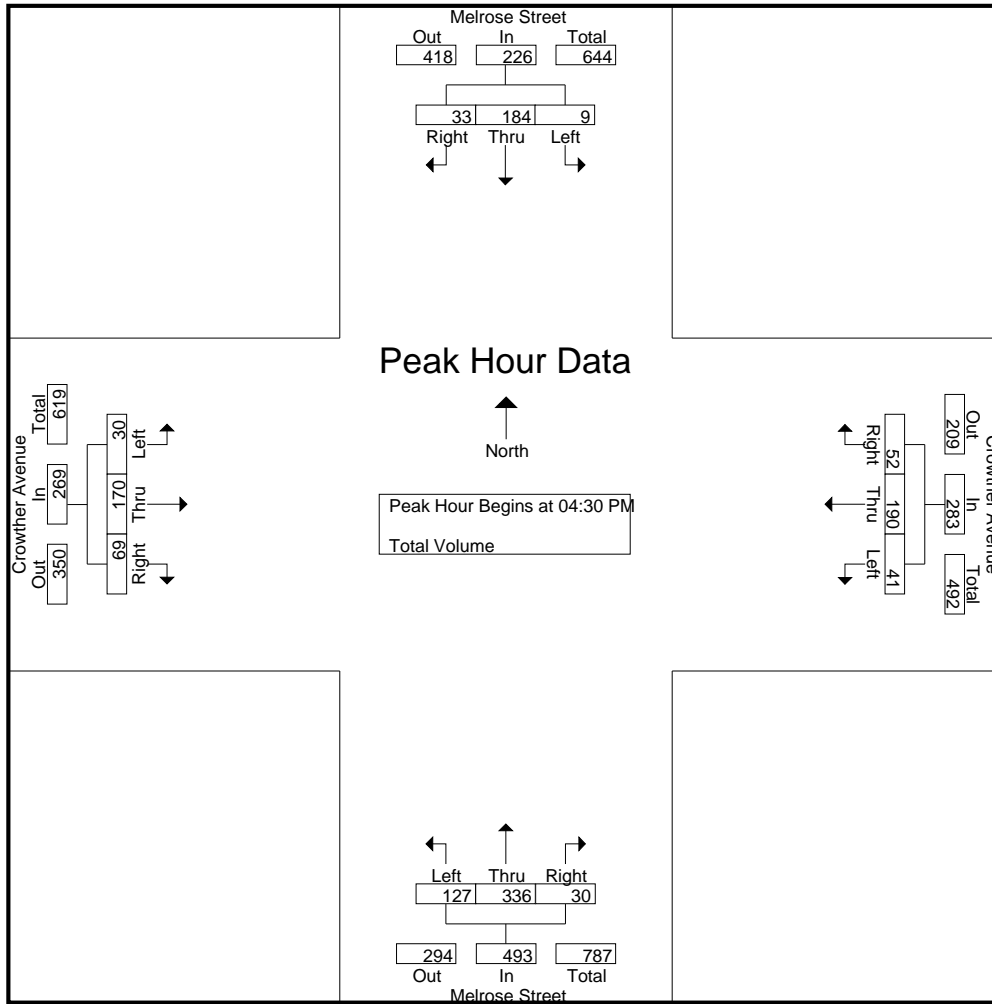 Melrose Street
Out In Total
418 226 644
33 184 9
Right Thru Left
Peak Hour Data
North
Peak Hour Begins at 04:30 PM
Total Volume
Crowther Avenue
Total In Out
619 269 350
30 170 69
Left Thru Right
Crowther Avenue
Out In Total
209 283 492
52 190 41
Right Thru Left
Left Thru Right
127 336 30
294 493 787
Out In Total
Melrose Street